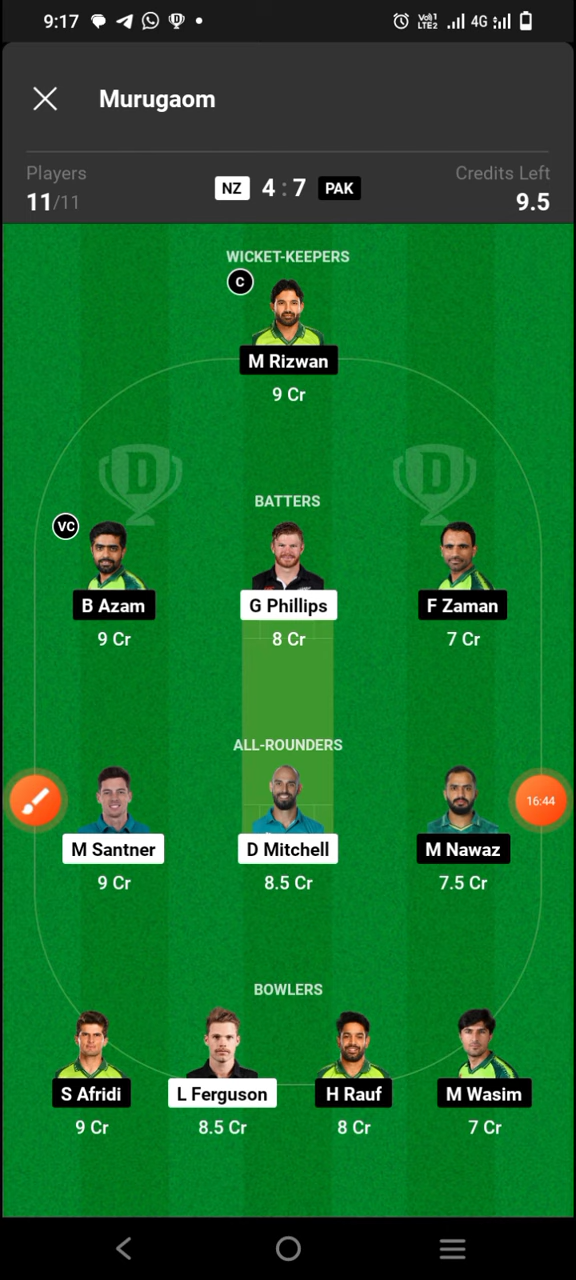 9:17
Vo))1
LTE2
4G
Murugaom
Players
11/11
NZ 4 : 7 PAK
Credits Left
9.5
WICKET-KEEPERS
C
M Rizwan
9 Cr
D D
BATTERS
VC
B Azam G Phillips F Zaman
9 Cr 8 Cr 7 Cr
ALL-ROUNDERS
16:44
M Santner D Mitchell M Nawaz
9 Cr 8.5 Cr 7.5 Cr
BOWLERS
S Afridi L Ferguson H Rauf M Wasim
9 Cr 8.5 Cr 8 Cr 7 Cr